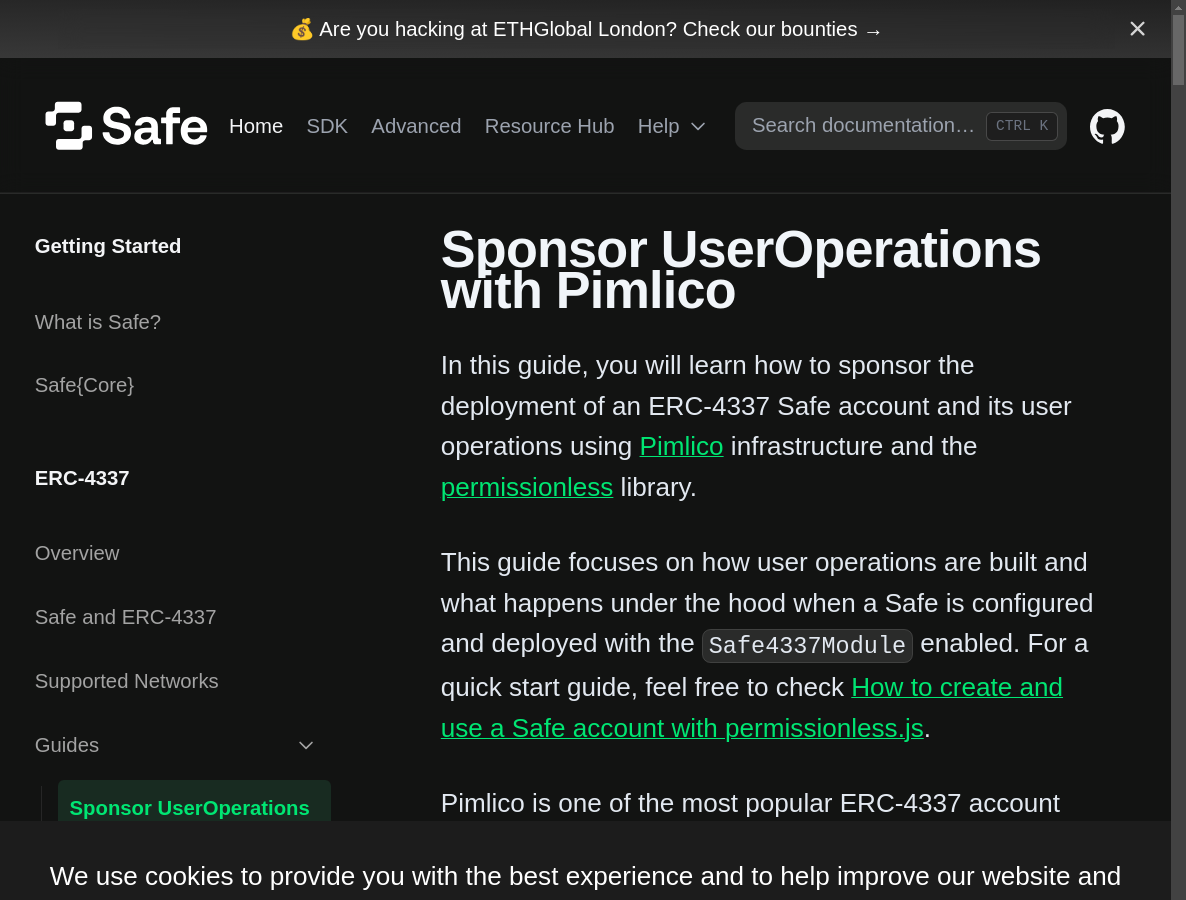 💰 Are you hacking at ETHGlobal London? Check our bounties →
Safe Home SDK Advanced Resource Hub Help Search documentation… CTRL K
Getting Started
What is Safe?
Safe{Core}
ERC-4337
Overview
Safe and ERC-4337
Supported Networks
Guides
Sponsor UserOperations
Sponsor UserOperations
with Pimlico
In this guide, you will learn how to sponsor the
deployment of an ERC-4337 Safe account and its user
operations using Pimlico infrastructure and the
permissionless library.
This guide focuses on how user operations are built and
what happens under the hood when a Safe is configured
and deployed with the Safe4337Module enabled. For a
quick start guide, feel free to check How to create and
use a Safe account with permissionless.js.
Pimlico is one of the most popular ERC-4337 account
We use cookies to provide you with the best experience and to help improve our website and